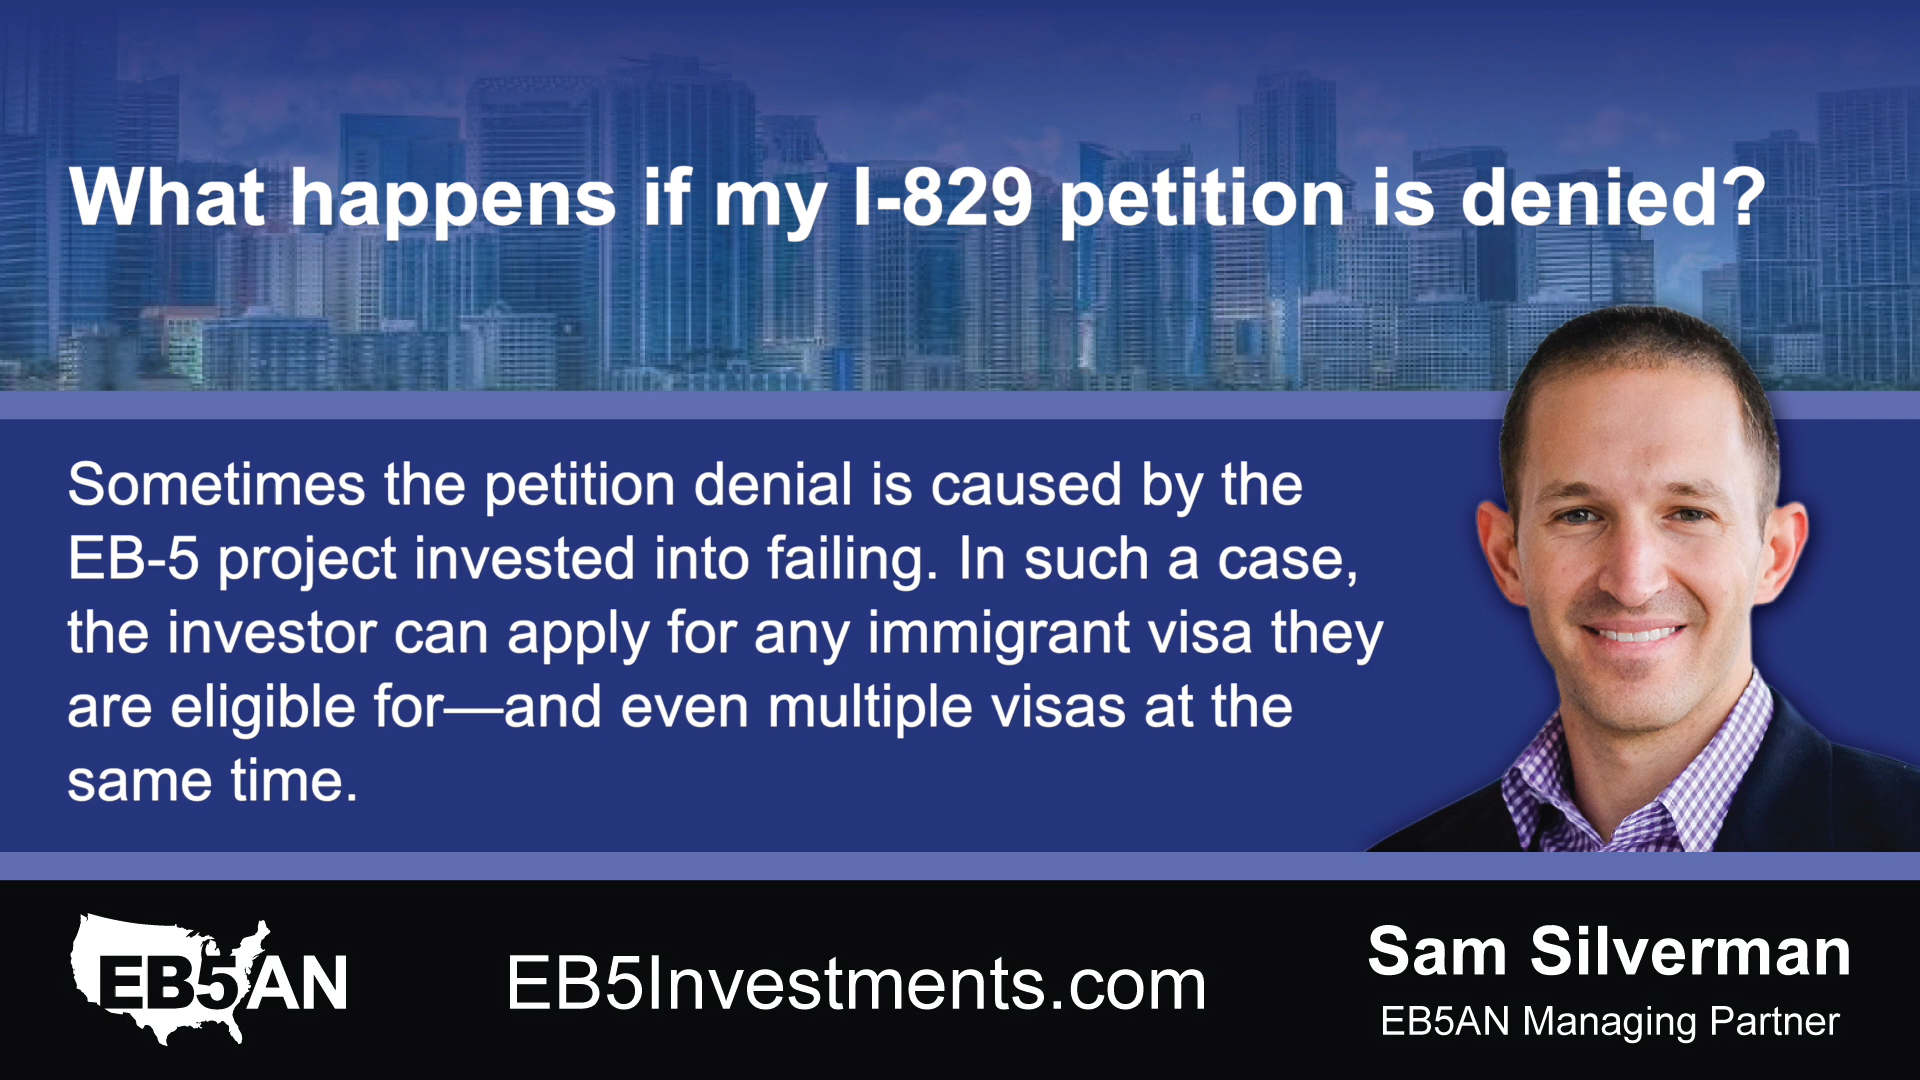 What happens if my I-829 petition is denied?
Sometimes the petition denial is caused by the
EB-5 project invested into failing. In such a case,
the investor can apply for any immigrant visa they
are eligible for—and even multiple visas at the
same time.
EB5AN
EB5Investments.com
Sam Silverman
EB5AN Managing Partner